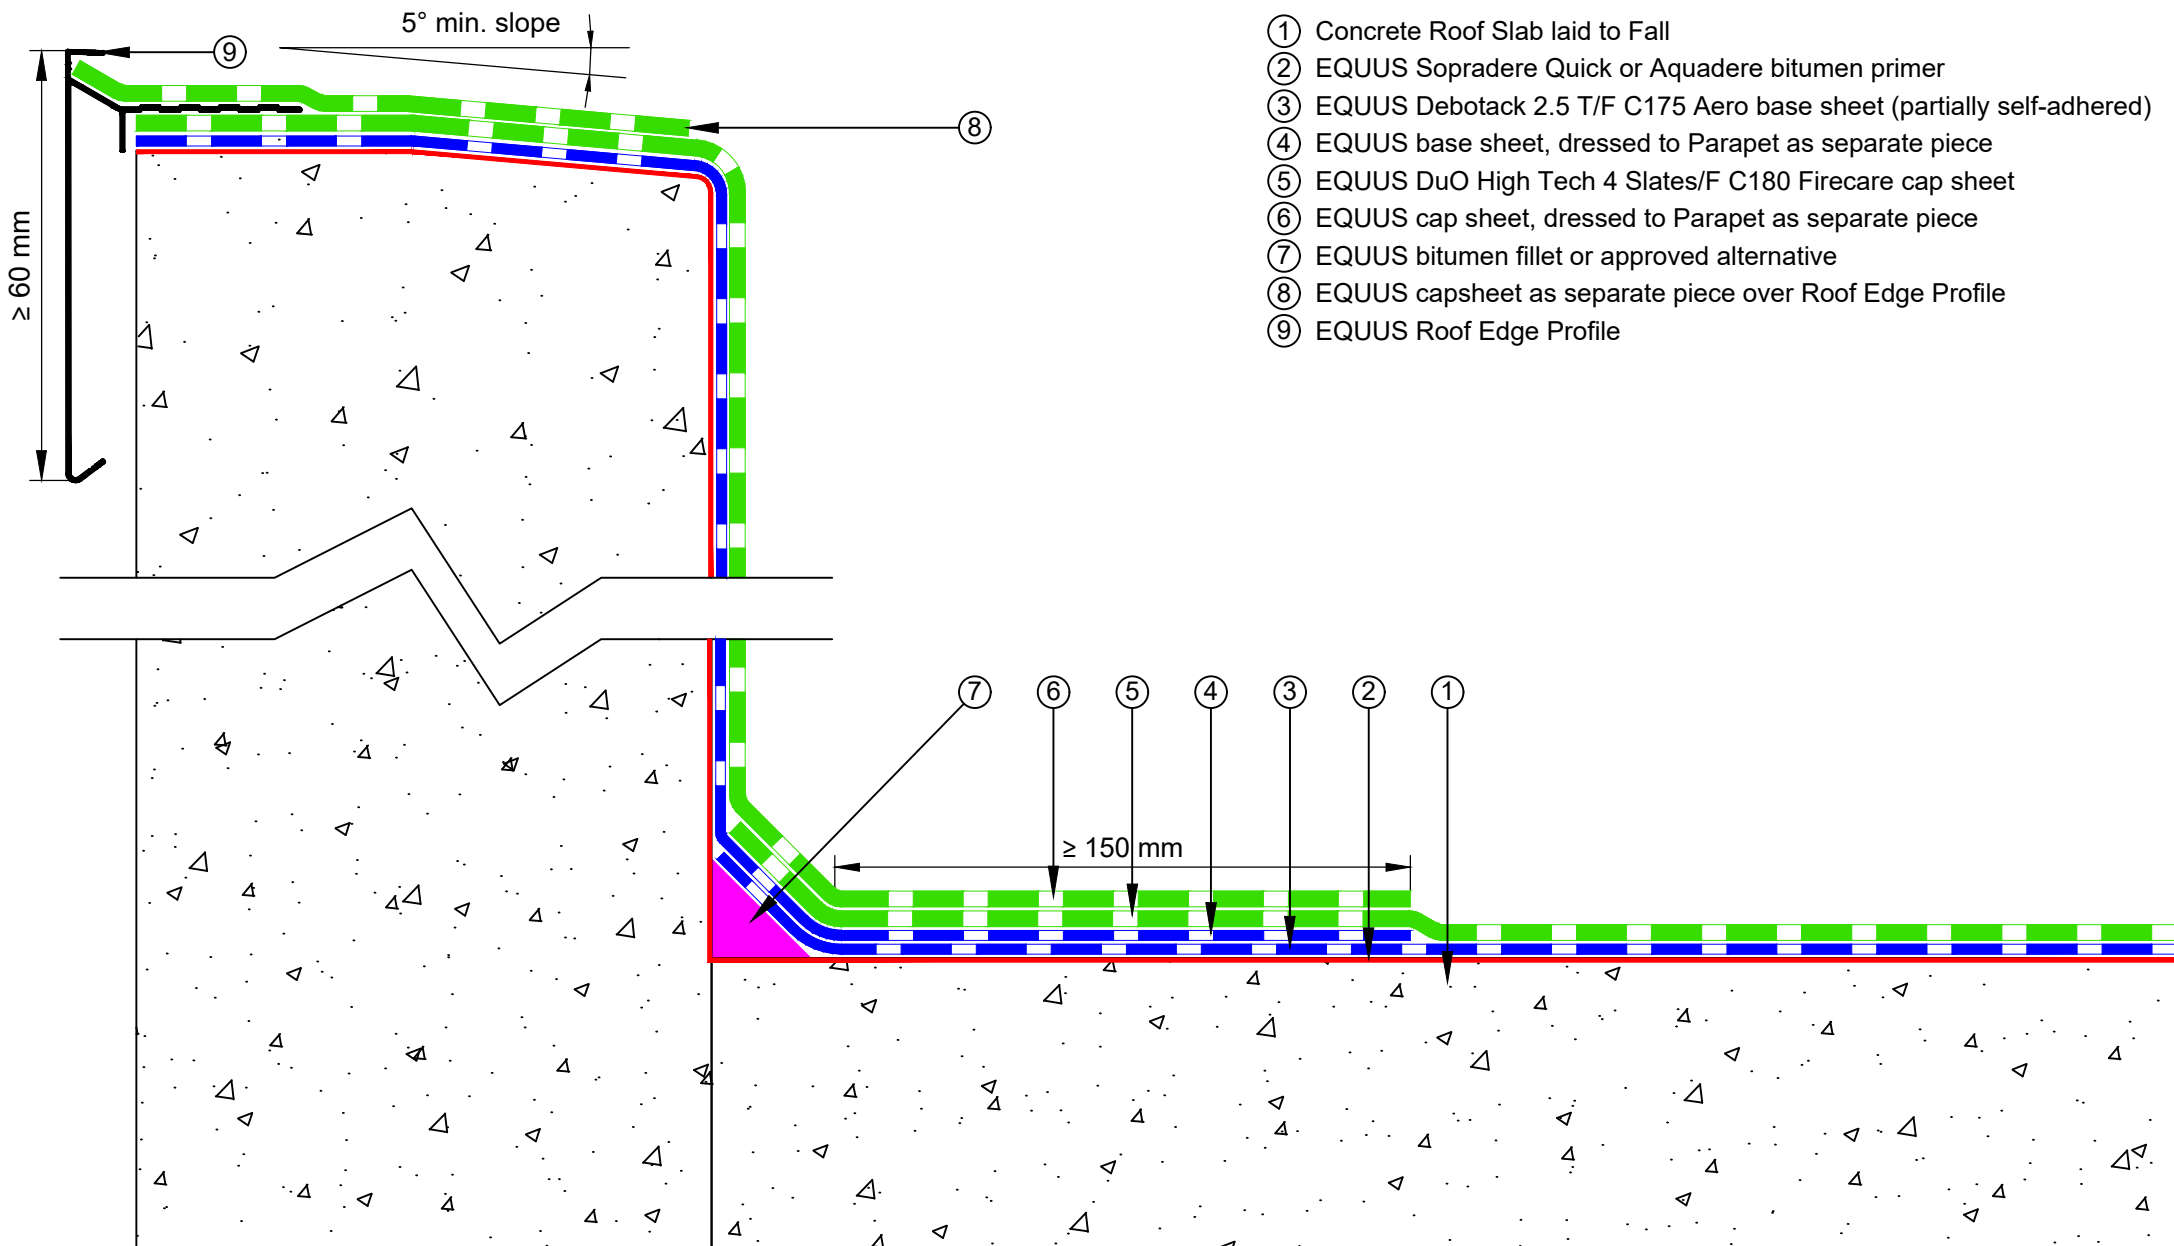 5° min. slope
① Concrete Roof Slab laid to Fall
② EQUUS Sopradere Quick or Aquadere bitumen primer
③ EQUUS Debotack 2.5 T/F C175 Aero base sheet (partially self-adhered)
④ EQUUS base sheet, dressed to Parapet as separate piece
⑤ EQUUS DuO High Tech 4 Slates/F C180 Firecare cap sheet
⑥ EQUUS cap sheet, dressed to Parapet as separate piece
⑦ EQUUS bitumen fillet or approved alternative
⑧ EQUUS capsheet as separate piece over Roof Edge Profile
⑨ EQUUS Roof Edge Profile
⑨
⑧
≥ 60 mm
⑦ ⑥ ⑤ ④ ③ ② ①
≥ 150 mm